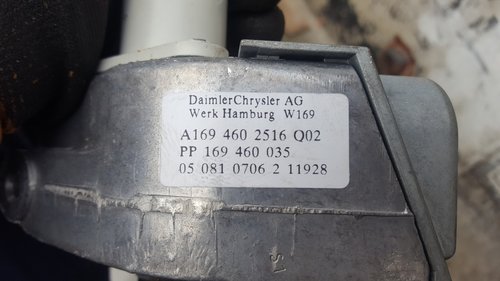 DaimlerChrysler AG
Werk Hamburg W169
A169 460 2516 Q02
PP 169 460 035
05 081 0706 2 11928